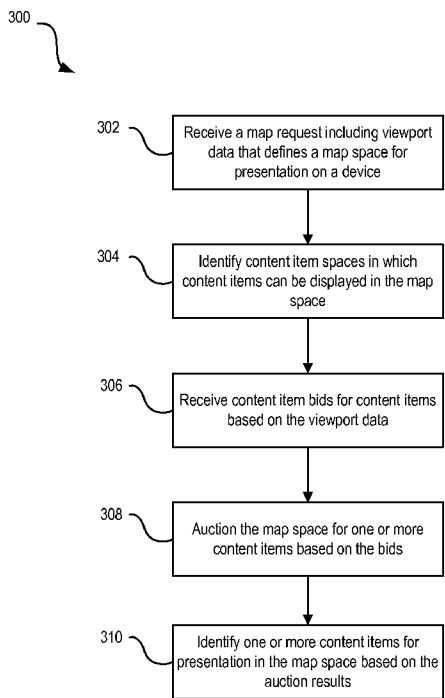 300
302
Receive a map request including viewport
data that defines a map space for
presentation on a device
304
Identify content item spaces in which
content items can be displayed in the map
space
306
Receive content item bids for content items
based on the viewport data
308
Auction the map space for one or more
content items based on the bids
310
Identify one or more content items for
presentation in the map space based on the
auction results